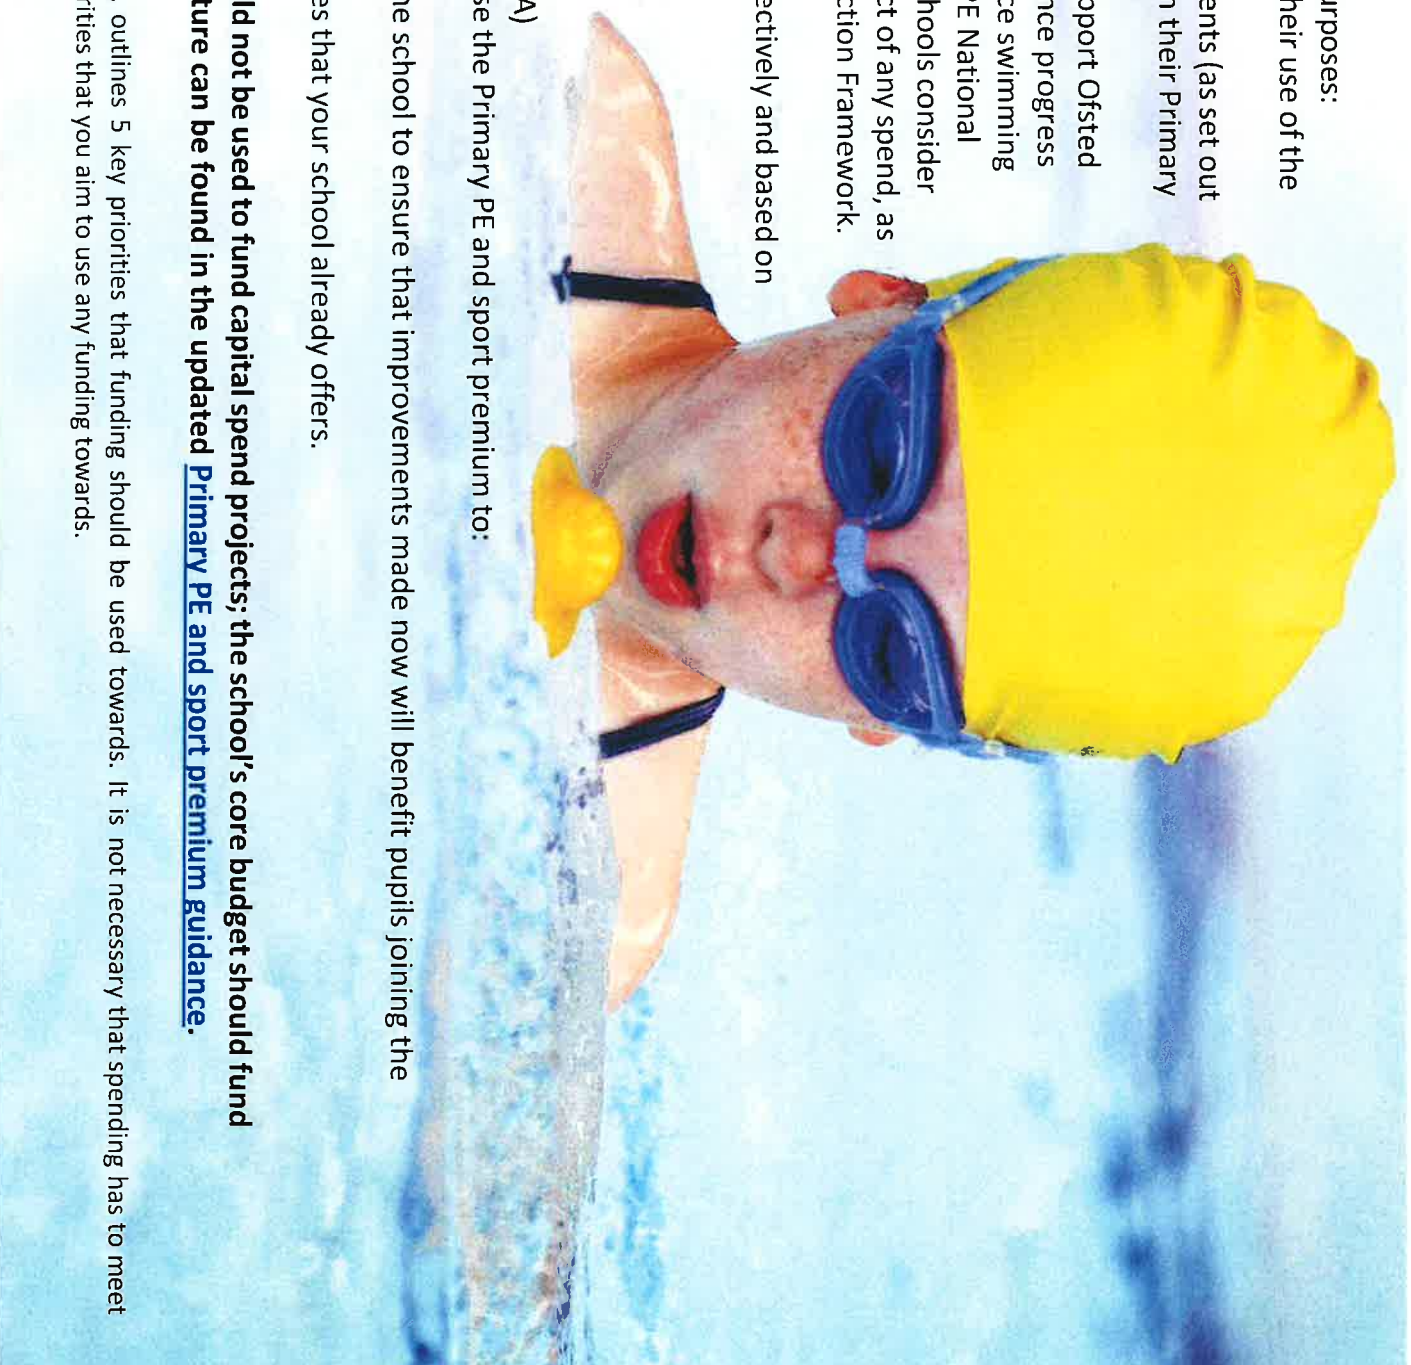 urposes:
heir use of the
ents (as set out
n their Primary
pport Ofsted
nce progress
ce swimming
PE National
hools consider
ct of any spend, as
ction Framework.
ectively and based on
A)
se the Primary PE and sport premium to:
he school to ensure that improvements made now will benefit pupils joining the
es that your school already offers.
ld not be used to fund capital spend projects; the school's core budget should fund
ture can be found in the updated Primary PE and sport premium guidance.
, outlines 5 key priorities that funding should be used towards. It is not necessary that spending has to meet
rities that you aim to use any funding towards.